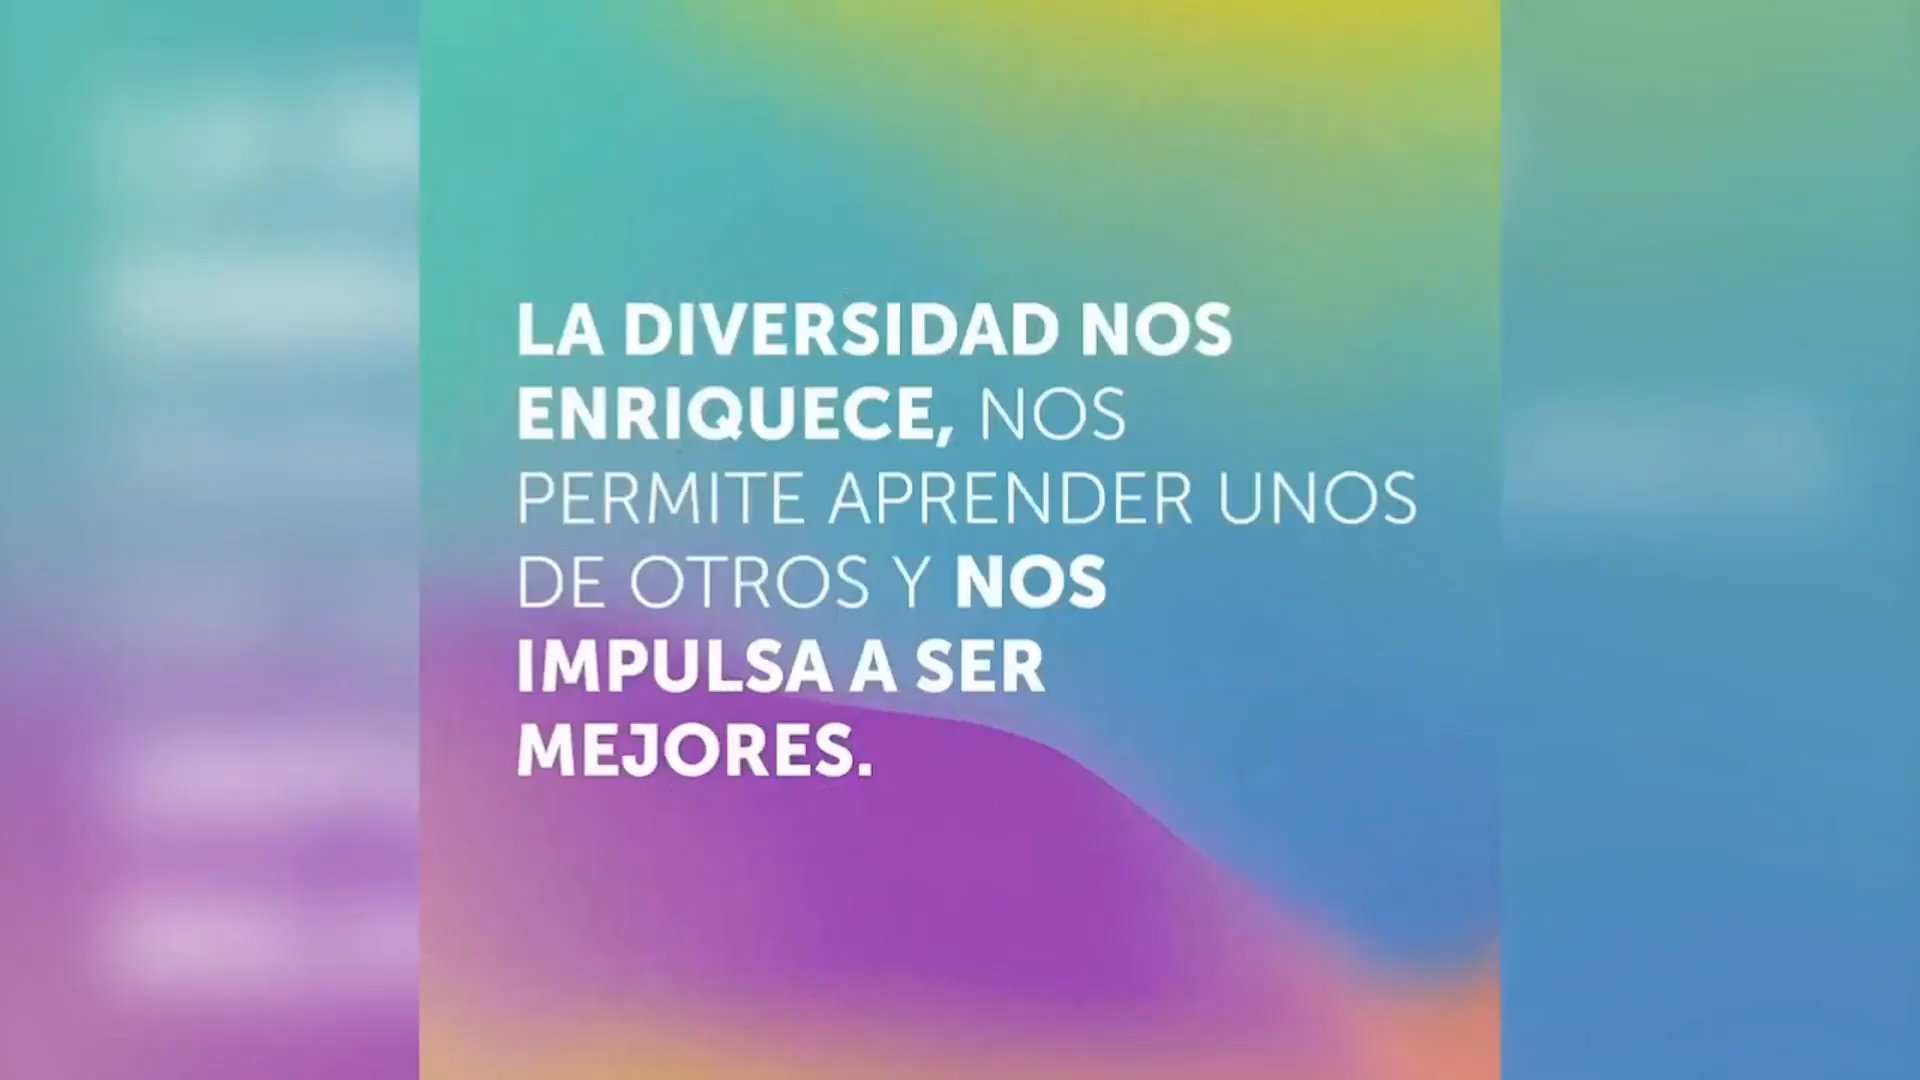 LA DIVERSIDAD NOS
ENRIQUECE, NOS
PERMITE APRENDER UNOS
DE OTROS Y NOS
IMPULSA A SER
MEJORES.